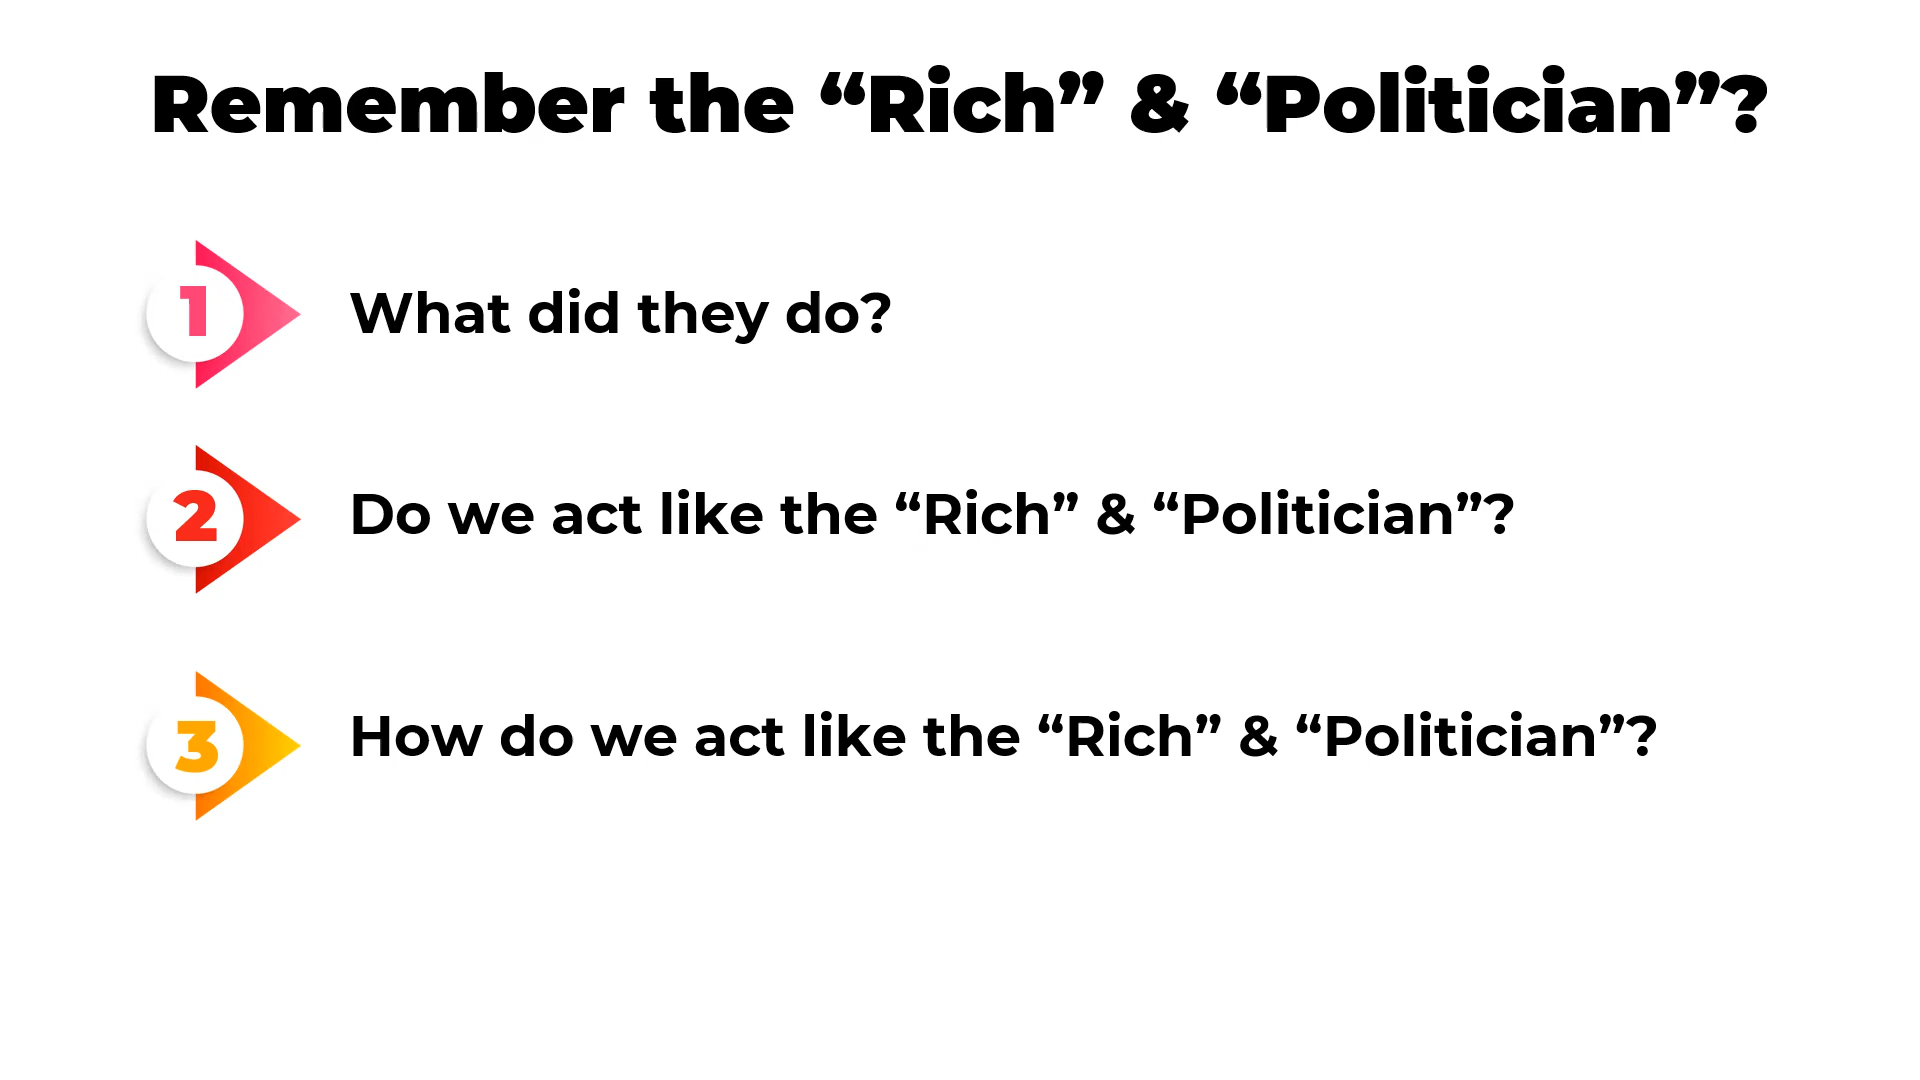 Remember the “Rich” & “Politician”?
1 What did they do?
2 Do we act like the “Rich” & “Politician”?
3 How do we act like the “Rich” & “Politician”?